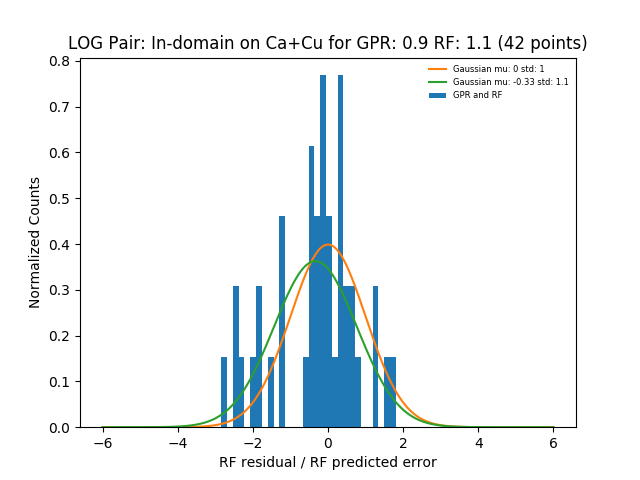 LOG Pair: In-domain on Ca+Cu for GPR: 0.9 RF: 1.1 (42 points)
Gaussian mu: 0 std: 1
Gaussian mu: -0.33 std: 1.1
GPR and RF
Normalized Counts
0.8
0.7
0.6
0.5
0.4
0.3
0.2
0.1
0.0
−6 −4 −2 0 2 4 6
RF residual / RF predicted error